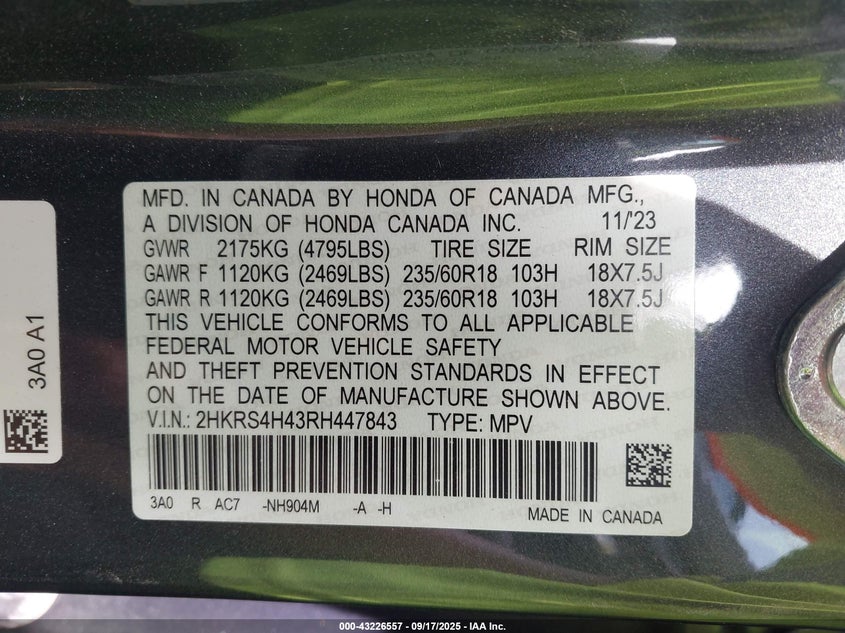 MFD. IN CANADA BY HONDA OF CANADA MFG.,
A DIVISION OF HONDA CANADA INC. 11/'23
GVWR 2175KG (4795LBS) TIRE SIZE RIM SIZE
GAWR F 1120KG (2469LBS) 235/60R18 103H 18X7.5J
GAWR R 1120KG (2469LBS) 235/60R18 103H 18X7.5J
THIS VEHICLE CONFORMS TO ALL APPLICABLE
FEDERAL MOTOR VEHICLE SAFETY
AND THEFT PREVENTION STANDARDS IN EFFECT
ON THE DATE OF MANUFACTURE SHOWN ABOVE.
V.I.N.: 2HKRS4H43RH447843 TYPE: MPV
3A0 R AC7 -NH904M -A -H
MADE IN CANADA
3A0 A1
000-43226557 - 09/17/2025 - IAA Inc.